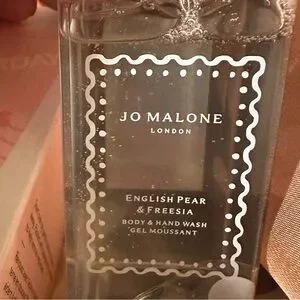 JO MALONE
LONDON
ENGLISH PEAR
& FREESIA
BODY & HAND WASH
GEL MOUSSANT